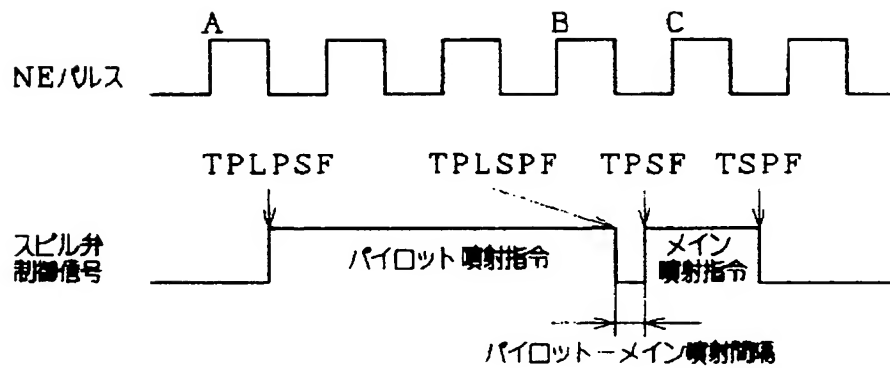 A B C
NEパルス
TPLPSF TPLSPF TPSF TSPF
スピル弁
制御信号
パイロット噴射指令
メイン
噴射指令
パイロット－メイン噴射間隔